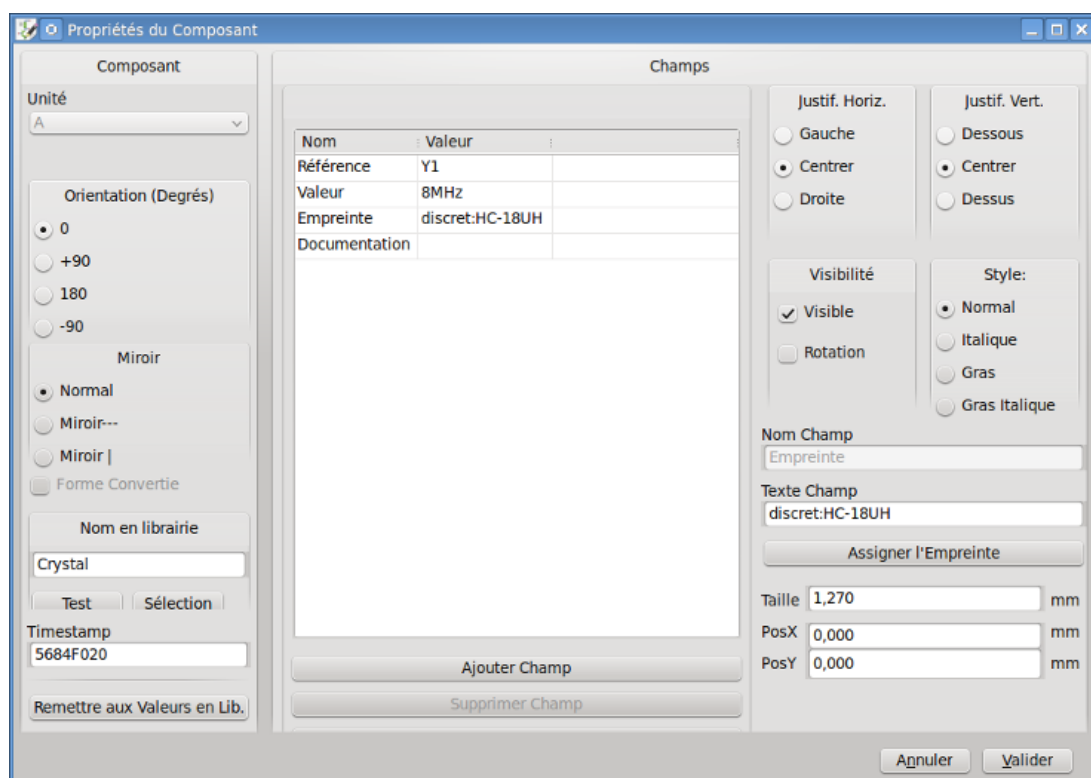 Propriétés du Composant
Composant
Unité
A
Orientation (Degrés)
0
+90
180
-90
Miroir
Normal
Miroir---
Miroir |
Forme Convertie
Nom en librairie
Crystal
Test Sélection
Timestamp
5684F020
Remettre aux Valeurs en Lib.
Champs
Nom Valeur
Référence Y1
Valeur 8MHz
Empreinte discret:HC-18UH
Documentation
Ajouter Champ
Supprimer Champ
Justif. Horiz.
Gauche
Centrer
Droite
Justif. Vert.
Dessous
Centrer
Dessus
Visibilité
Visible
Rotation
Style:
Normal
Italique
Gras
Gras Italique
Nom Champ
Empreinte
Texte Champ
discret:HC-18UH
Assigner l'Empreinte
Taille 1,270 mm
PosX 0,000 mm
PosY 0,000 mm
Annuler Valider